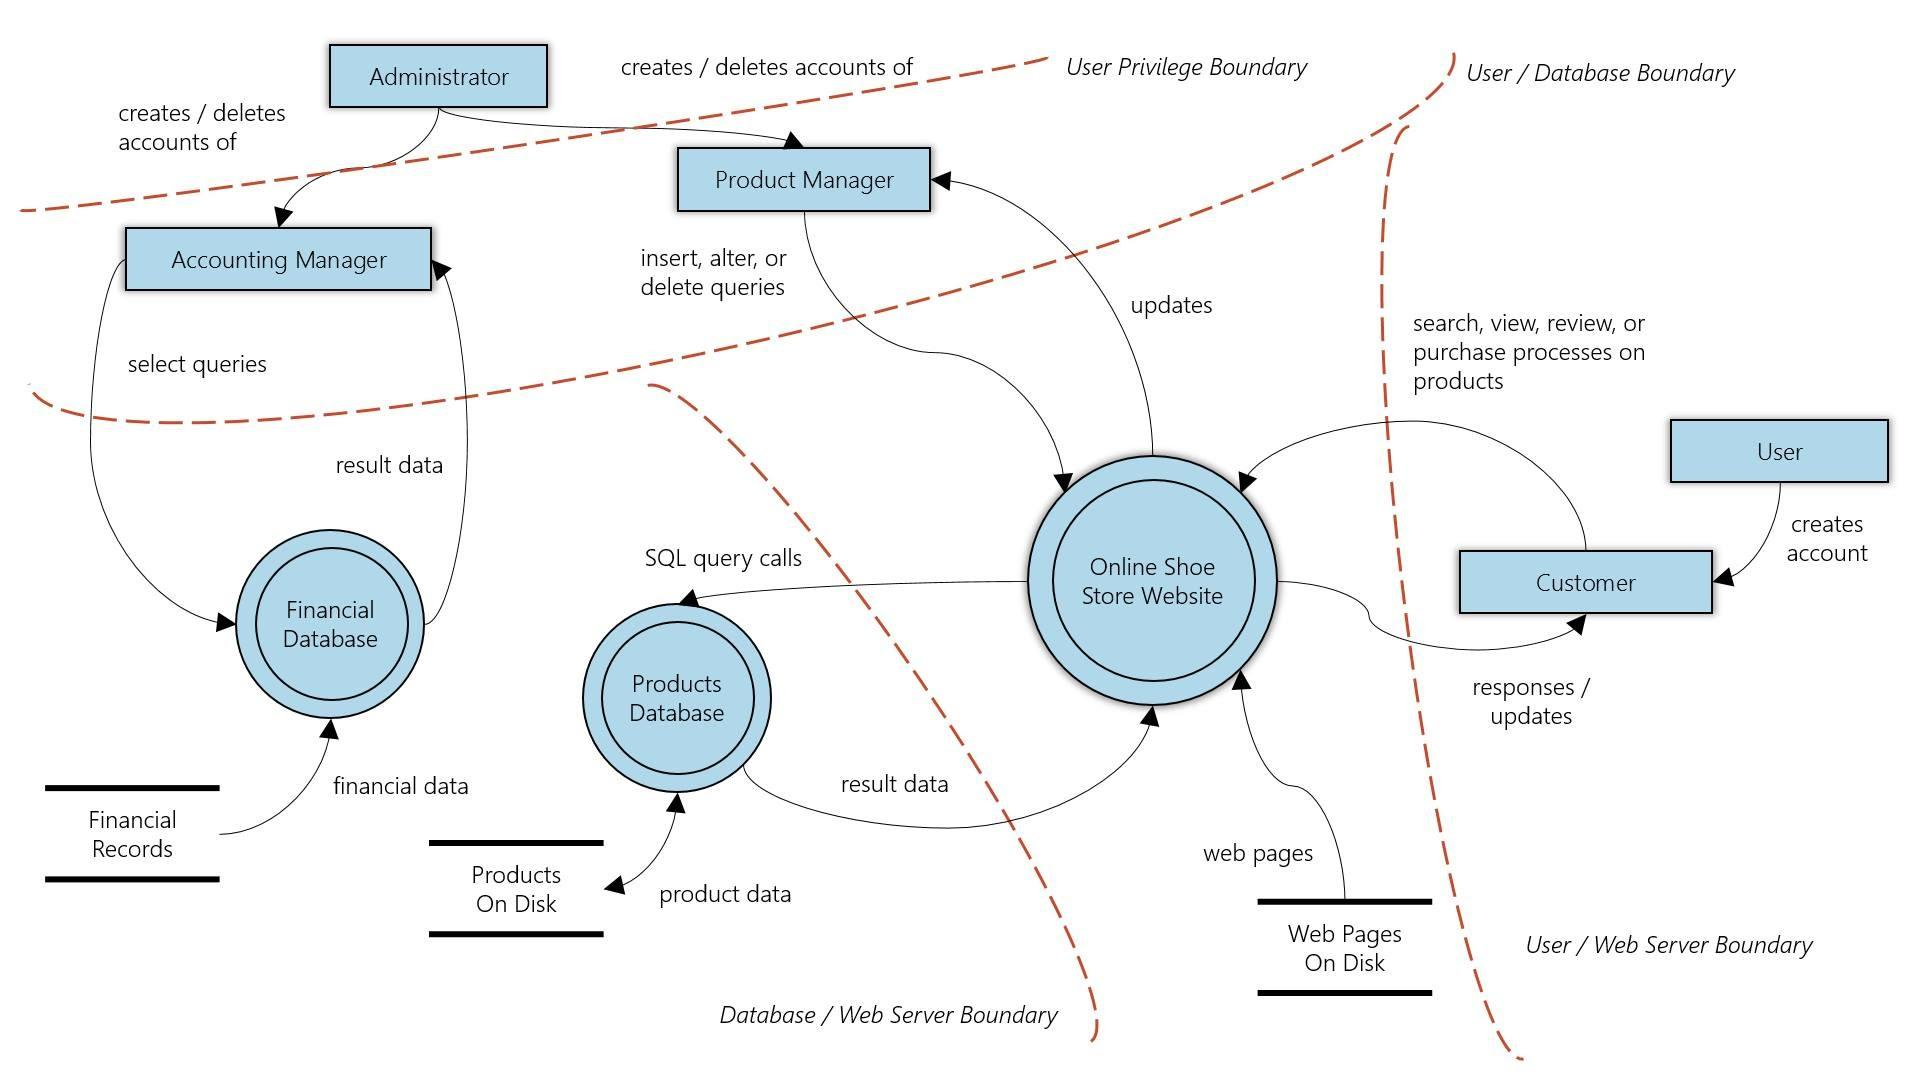 Administrator
creates / deletes accounts of
User Privilege Boundary
User / Database Boundary
creates / deletes
accounts of
Product Manager
Accounting Manager
insert, alter, or
delete queries
updates
search, view, review, or
purchase processes on
products
select queries
User
result data
creates
account
SQL query calls
Online Shoe
Store Website
Customer
Financial
Database
Products
Database
responses /
updates
financial data
result data
Financial
Records
web pages
Products
On Disk
product data
Web Pages
On Disk
User / Web Server Boundary
Database / Web Server Boundary